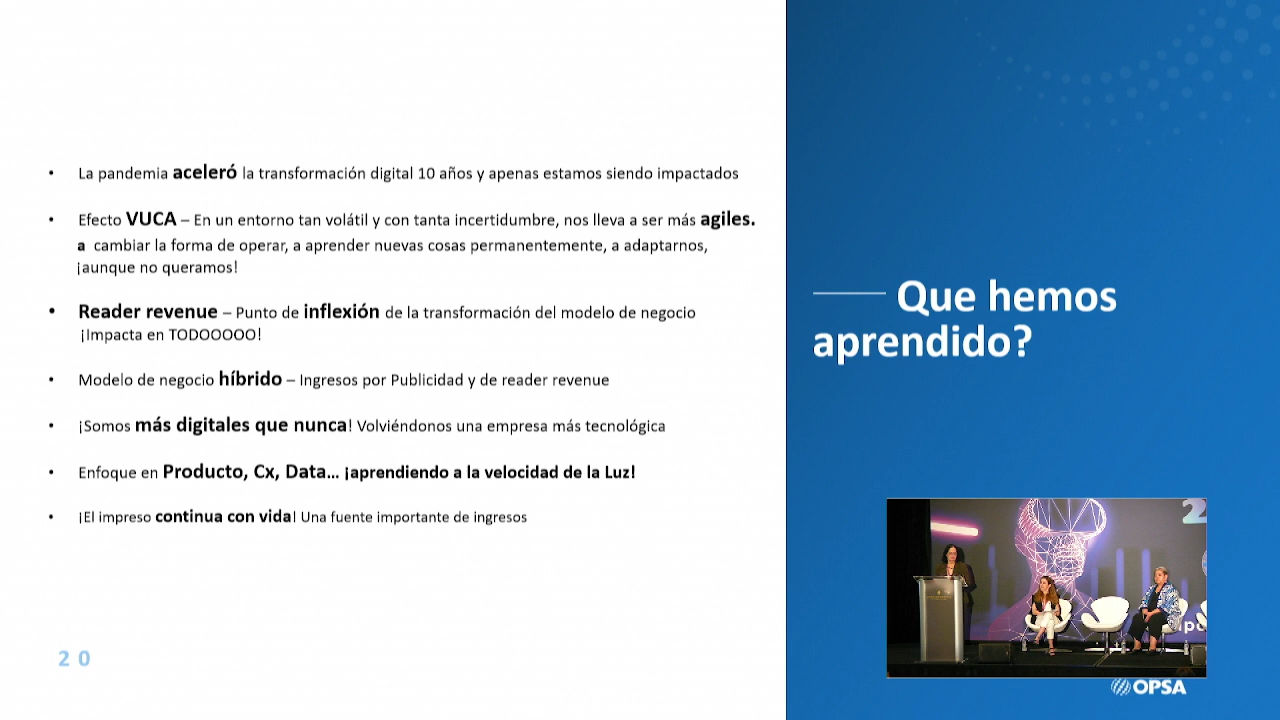 La pandemia aceleró la transformación digital 10 años y apenas estamos siendo impactados
Efecto VUCA – En un entorno tan volátil y con tanta incertidumbre, nos lleva a ser más agiles.
a cambiar la forma de operar, a aprender nuevas cosas permanentemente, a adaptarnos,
¡aunque no queramos!
Reader revenue – Punto de inflexión de la transformación del modelo de negocio
¡Impacta en TODOOOOO!
Modelo de negocio híbrido – Ingresos por Publicidad y de reader revenue
¡Somos más digitales que nunca! Volviéndonos una empresa más tecnológica
Enfoque en Producto, Cx, Data… ¡aprendiendo a la velocidad de la Luz!
¡El impreso continua con vida! Una fuente importante de ingresos
20
Que hemos
aprendido?
2
OPSA